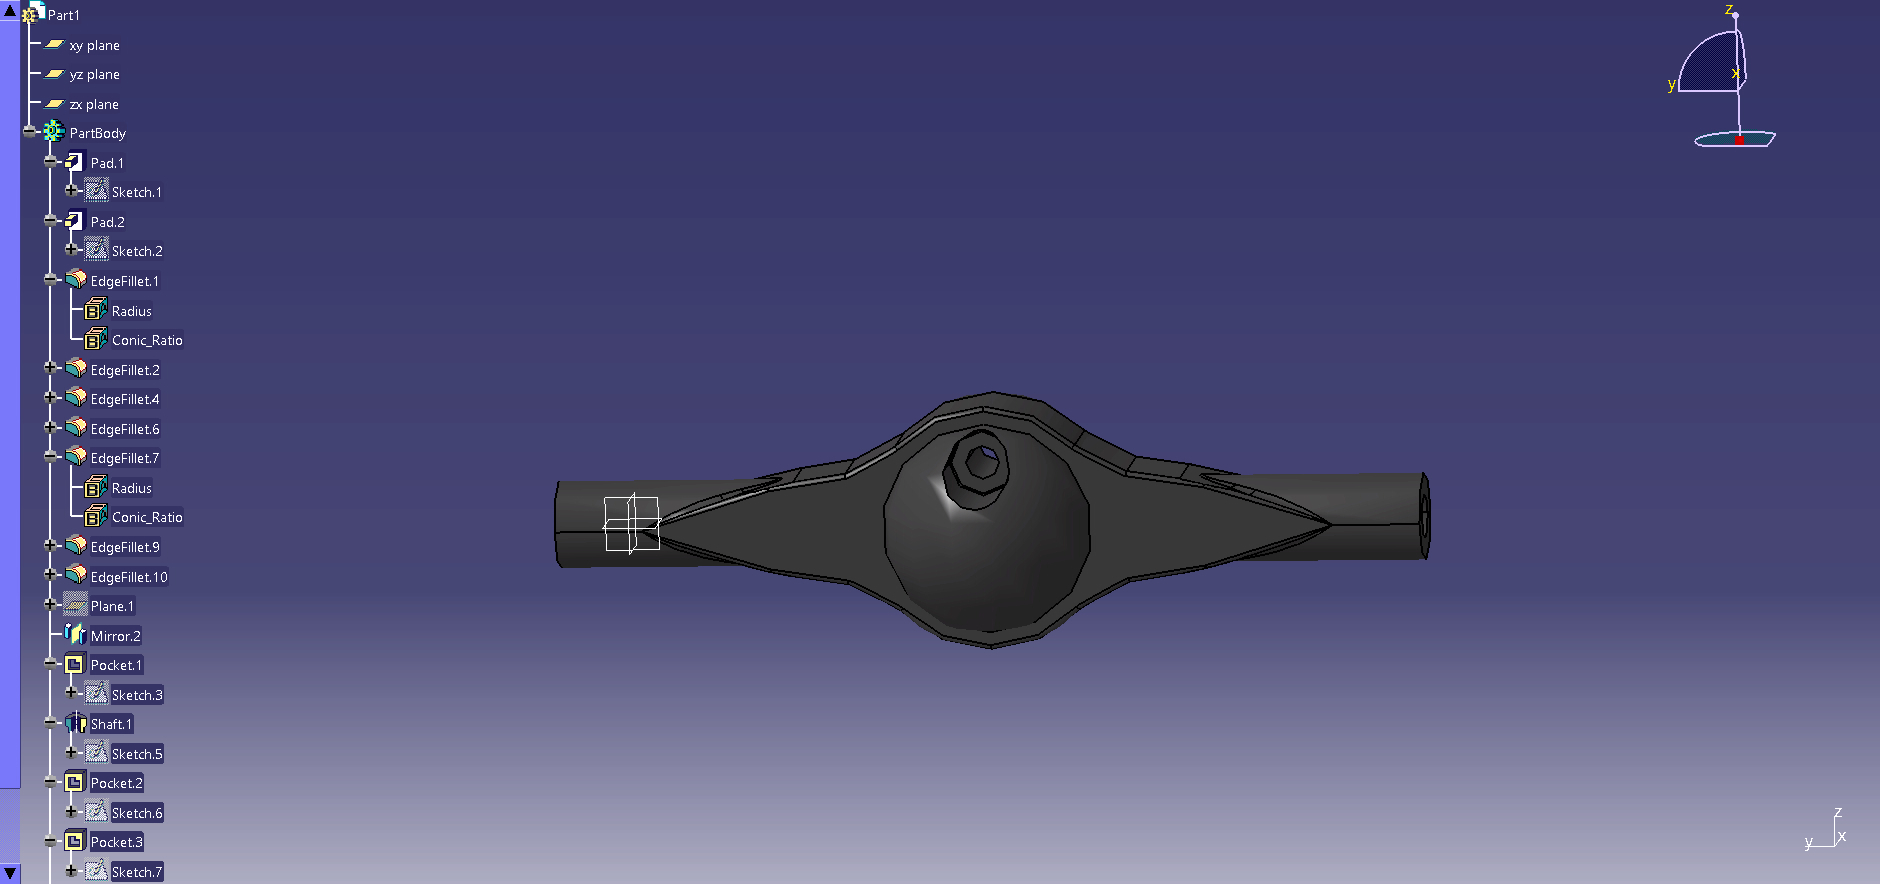 Part1
xy plane
yz plane
zx plane
PartBody
Pad.1
Sketch.1
Pad.2
Sketch.2
EdgeFillet.1
Radius
Conic_Ratio
EdgeFillet.2
EdgeFillet.4
EdgeFillet.6
EdgeFillet.7
Radius
Conic_Ratio
EdgeFillet.9
EdgeFillet.10
Plane.1
Mirror.2
Pocket.1
Sketch.3
Shaft.1
Sketch.5
Pocket.2
Sketch.6
Pocket.3
Sketch.7
z
x
y
z
x
y